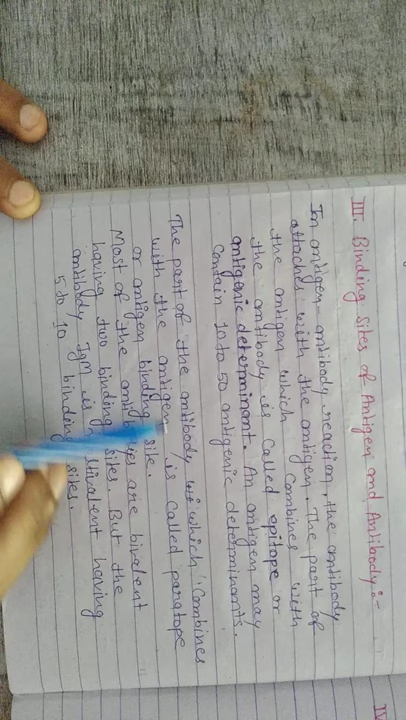 III. Binding Sites of Antigen and Antibody :-
In antigen-antibody reaction, the antibody
attaches with the antigen. The part of
the antigen which combines with
the antibody is called epitope or
antigenic determinant. An antigen may
contain 10 to 50 antigenic determinants.
The part of the antibody which combines
with the antigen is called paratope
or antigen binding site.
Most of the are bivalent
having two binding sites. But the
antibody IgM is having
5 to 10 binding sites.
IV